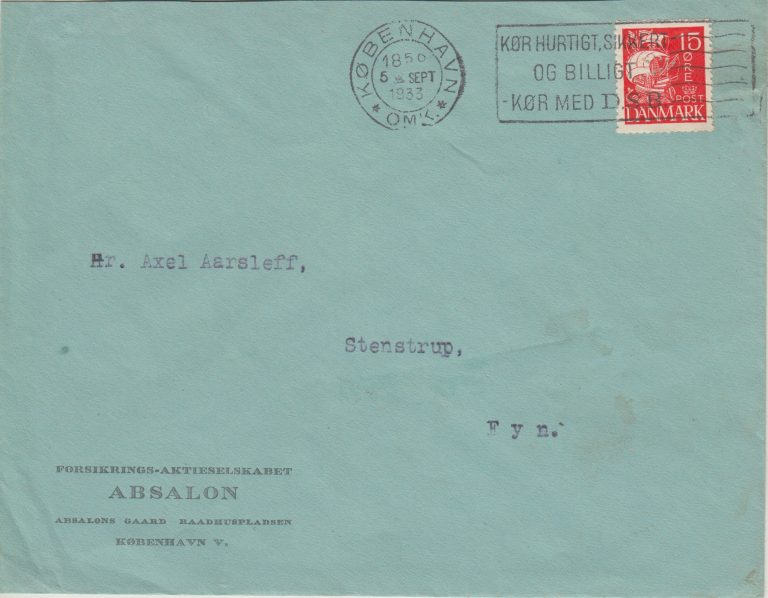 KØBENHAVN
1850
5 SEPT
1933
* OMK. *
KØR HURTIGT, SIKKERT
OG BILLIGT
-KØR MED D.S.B.
15
ØRE
POST
DANMARK
Hr. Axel Aarsleff,
Stenstrup,
Fyn.
FORSIKRINGS-AKTIESELSKABET
ABSALON
ABSALONS GAARD RAADHUSPLADSEN
KØBENHAVN V.